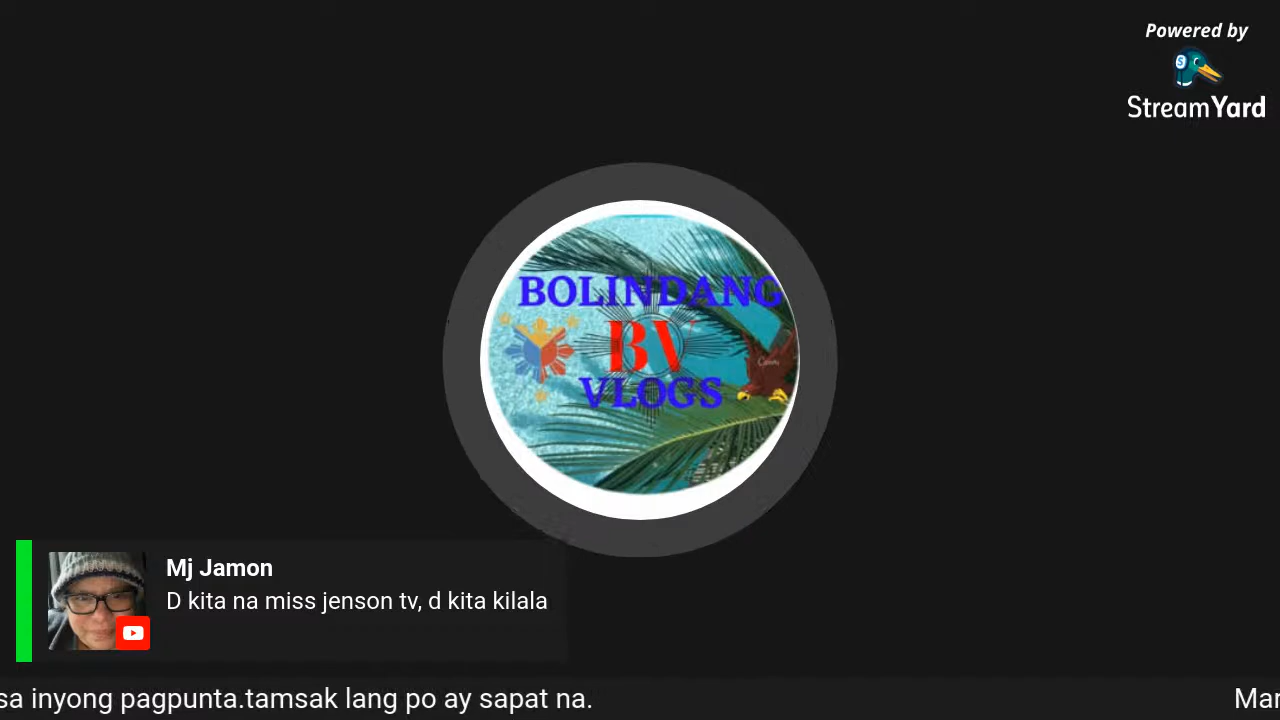 Powered by
StreamYard
BOLINDANG
BV
VLOGS
Canva
Mj Jamon
D kita na miss jenson tv, d kita kilala
sa inyong pagpunta.tamsak lang po ay sapat na.